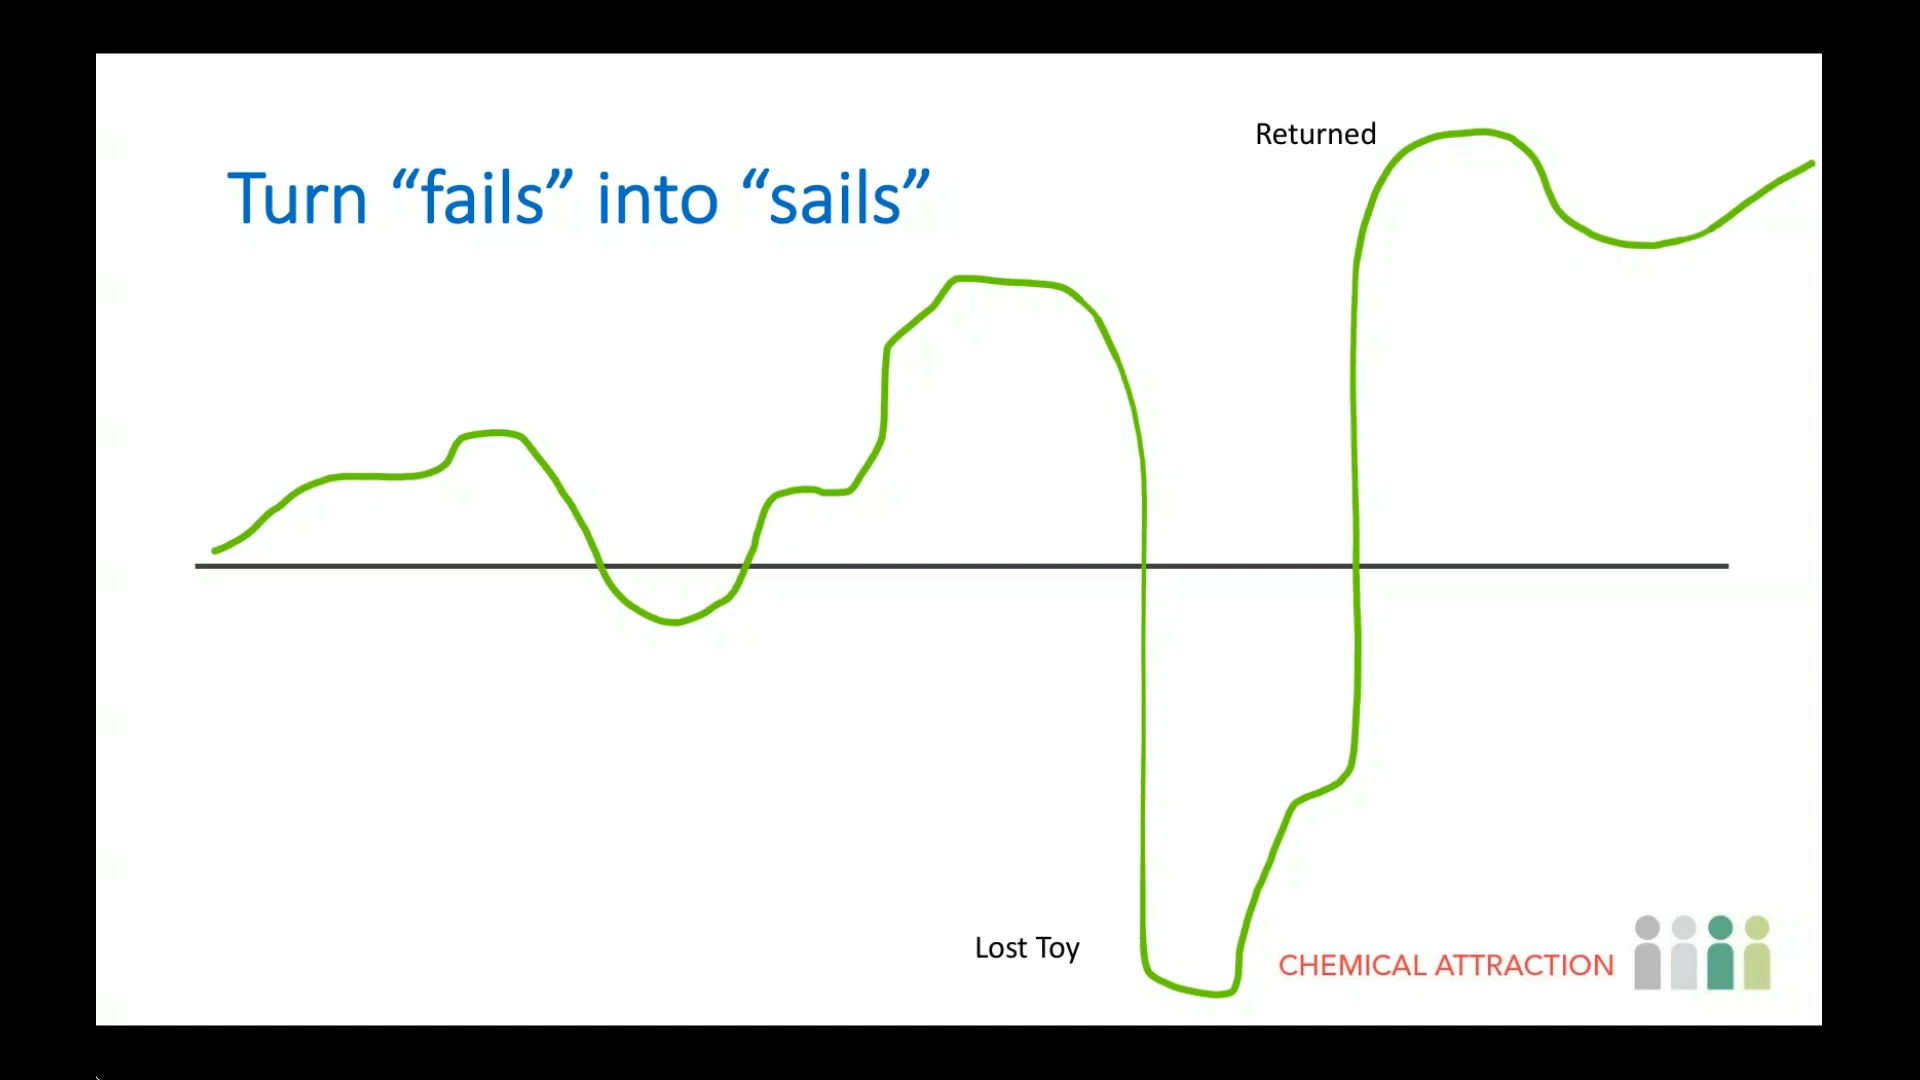 Returned
Turn “fails” into “sails”
Lost Toy
CHEMICAL ATTRACTION